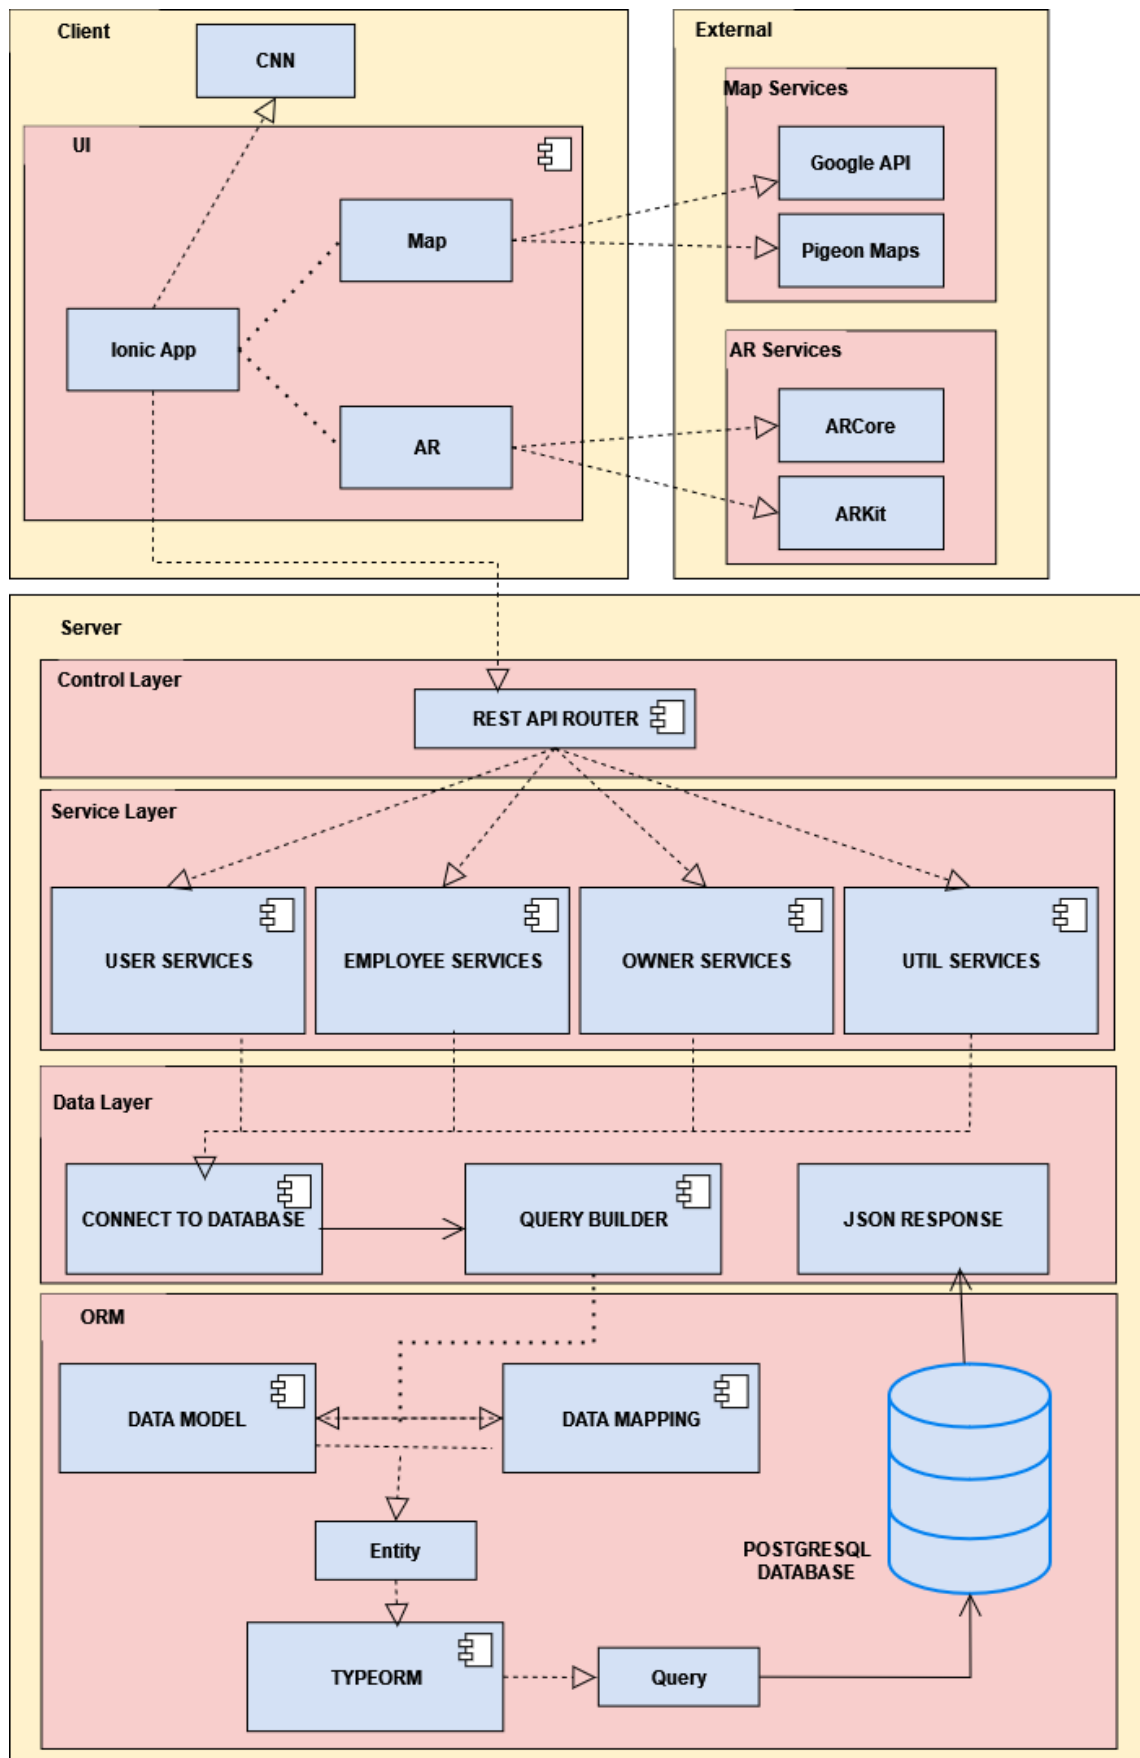 Client
CNN
UI
Map
Ionic App
AR
External
Map Services
Google API
Pigeon Maps
AR Services
ARCore
ARKit
Server
Control Layer
REST API ROUTER
Service Layer
USER SERVICES
EMPLOYEE SERVICES
OWNER SERVICES
UTIL SERVICES
Data Layer
CONNECT TO DATABASE
QUERY BUILDER
JSON RESPONSE
ORM
DATA MODEL
DATA MAPPING
Entity
POSTGRESQL
DATABASE
TYPEORM
Query